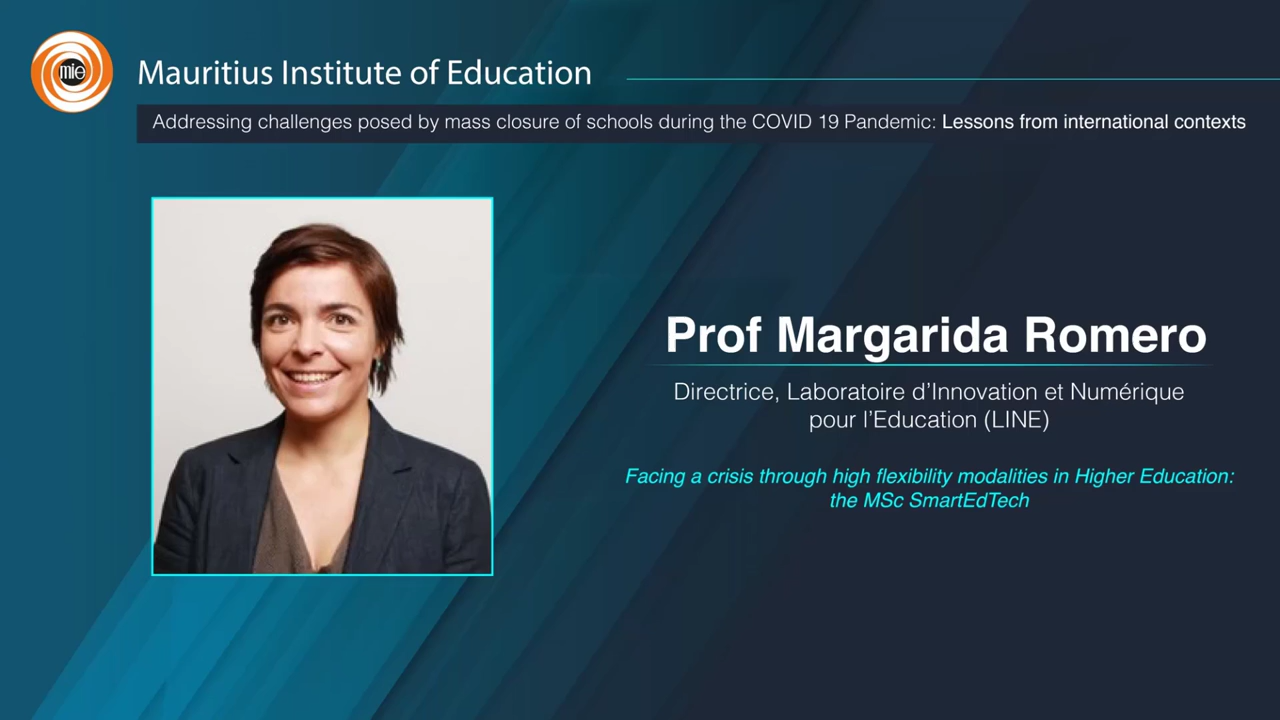 mie
Mauritius Institute of Education
Addressing challenges posed by mass closure of schools during the COVID 19 Pandemic: Lessons from international contexts
Prof Margarida Romero
Directrice, Laboratoire d'Innovation et Numérique
pour l'Education (LINE)
Facing a crisis through high flexibility modalities in Higher Education:
the MSc SmartEdTech